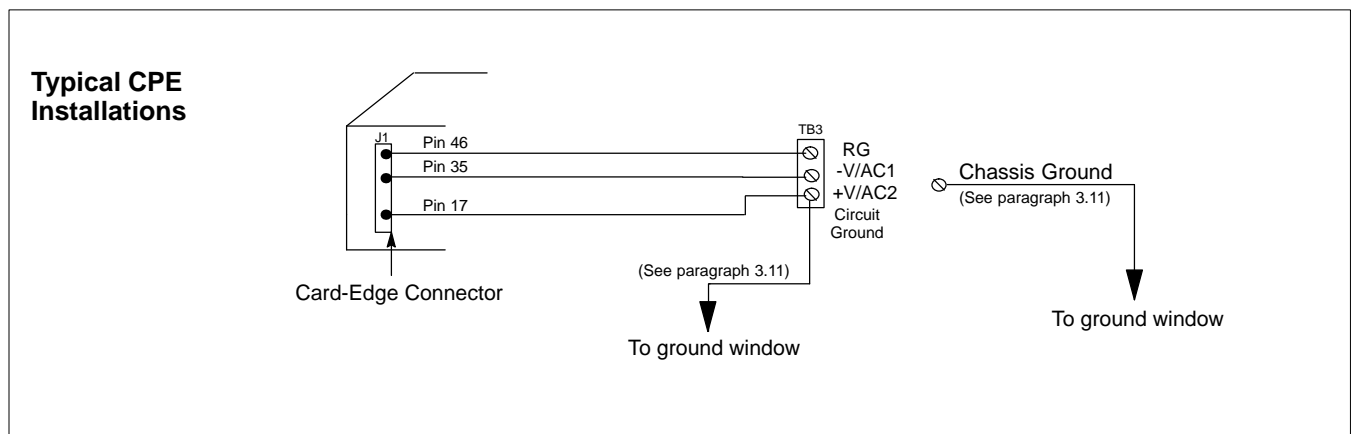 Typical CPE
Installations
J1
Pin 46
Pin 35
Pin 17
Card-Edge Connector
TB3
RG
-V/AC1
+V/AC2
Circuit
Ground
(See paragraph 3.11)
To ground window
Chassis Ground
(See paragraph 3.11)
To ground window